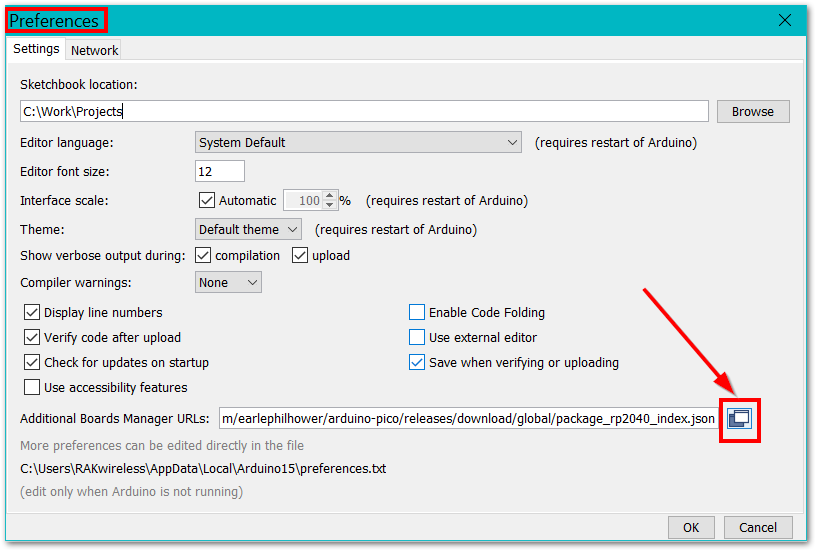 Preferences
Settings Network
Sketchbook location:
C:\Work\Projects Browse
Editor language: System Default (requires restart of Arduino)
Editor font size: 12
Interface scale: Automatic 100 % (requires restart of Arduino)
Theme: Default theme (requires restart of Arduino)
Show verbose output during: compilation upload
Compiler warnings: None
Display line numbers Enable Code Folding
Verify code after upload Use external editor
Check for updates on startup Save when verifying or uploading
Use accessibility features
Additional Boards Manager URLs: m/earlephilhower/arduino-pico/releases/download/global/package_rp2040_index.json
More preferences can be edited directly in the file
C:\Users\RAKwireless\AppData\Local\Arduino15\preferences.txt
(edit only when Arduino is not running)
OK Cancel